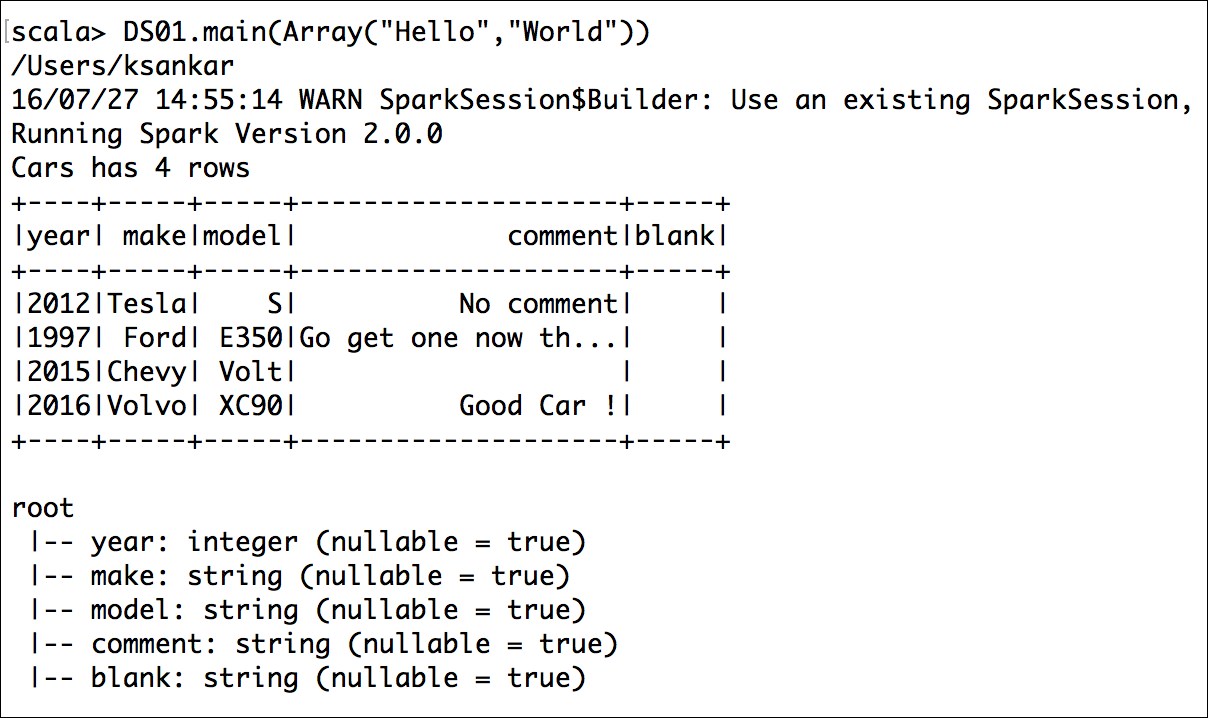 scala> DS01.main(Array("Hello","World"))
/Users/ksankar
16/07/27 14:55:14 WARN SparkSession$Builder: Use an existing SparkSession,
Running Spark Version 2.0.0
Cars has 4 rows
+----+-----+-----+--------------------+-----+
|year| make|model|             comment|blank|
+----+-----+-----+--------------------+-----+
|2012|Tesla|    S|          No comment|     |
|1997| Ford| E350|Go get one now th...|     |
|2015|Chevy| Volt|                    |     |
|2016|Volvo| XC90|          Good Car !|     |
+----+-----+-----+--------------------+-----+
root
 |-- year: integer (nullable = true)
 |-- make: string (nullable = true)
 |-- model: string (nullable = true)
 |-- comment: string (nullable = true)
 |-- blank: string (nullable = true)